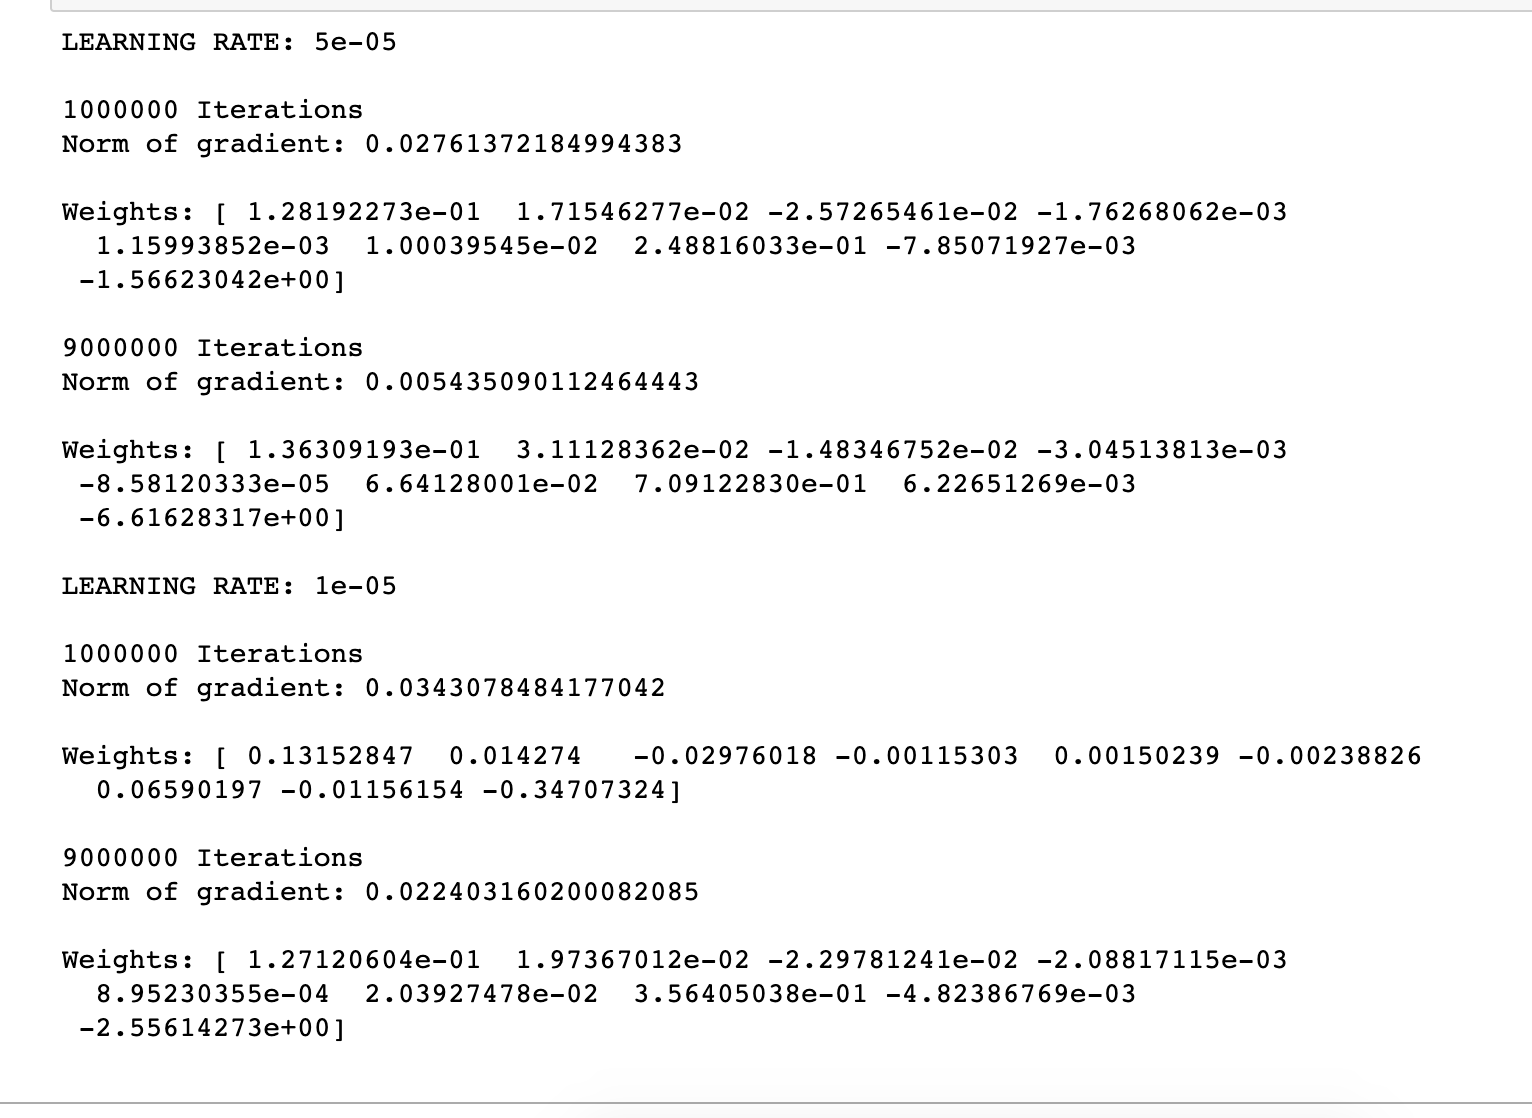 LEARNING RATE: 5e-05
1000000 Iterations
Norm of gradient: 0.02761372184994383
Weights: [ 1.28192273e-01  1.71546277e-02 -2.57265461e-02 -1.76268062e-03
  1.15993852e-03  1.00039545e-02  2.48816033e-01 -7.85071927e-03
 -1.56623042e+00]
9000000 Iterations
Norm of gradient: 0.005435090112464443
Weights: [ 1.36309193e-01  3.11128362e-02 -1.48346752e-02 -3.04513813e-03
 -8.58120333e-05  6.64128001e-02  7.09122830e-01  6.22651269e-03
 -6.61628317e+00]
LEARNING RATE: 1e-05
1000000 Iterations
Norm of gradient: 0.0343078484177042
Weights: [ 0.13152847  0.014274   -0.02976018 -0.00115303  0.00150239 -0.00238826
  0.06590197 -0.01156154 -0.34707324]
9000000 Iterations
Norm of gradient: 0.022403160200082085
Weights: [ 1.27120604e-01  1.97367012e-02 -2.29781241e-02 -2.08817115e-03
  8.95230355e-04  2.03927478e-02  3.56405038e-01 -4.82386769e-03
 -2.55614273e+00]